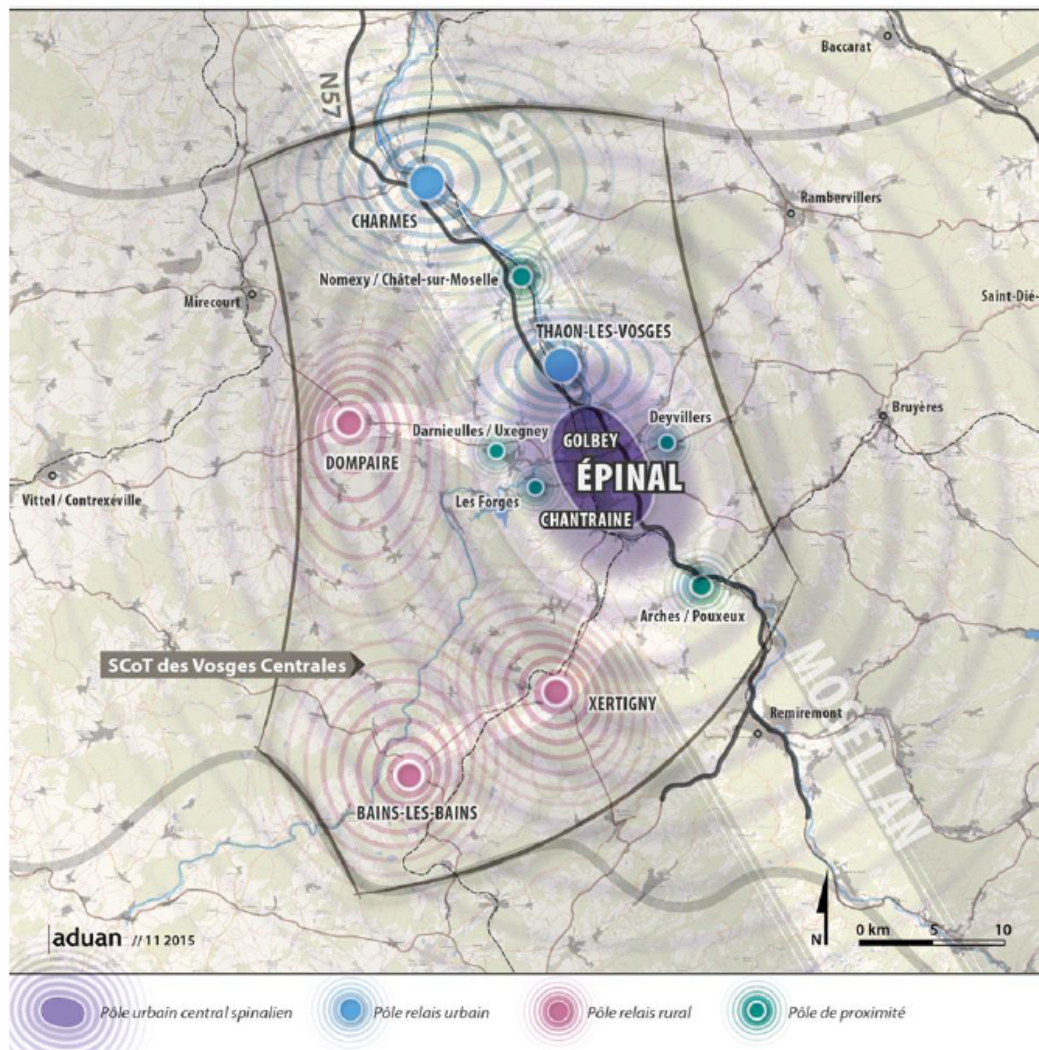 Baccarat
N57
SILLON
CHARMES
Rambervillers
Nomexy / Châtel-sur-Moselle
Mirecourt
Saint-Dié-
THAON-LES-VOSGES
Bruyères
Darnieulles / Uxegney
Deyvillers
GOLBEY
DOMPAIRE
ÉPINAL
Vittel / Contrexéville
Les Forges
CHANTRAINE
Arches / Pouxeux
SCoT des Vosges Centrales
MOSELLAN
XERTIGNY
Remiremont
BAINS-LES-BAINS
aduan // 11 2015
N
0 km 5 10
Pôle urbain central spinalien
Pôle relais urbain
Pôle relais rural
Pôle de proximité